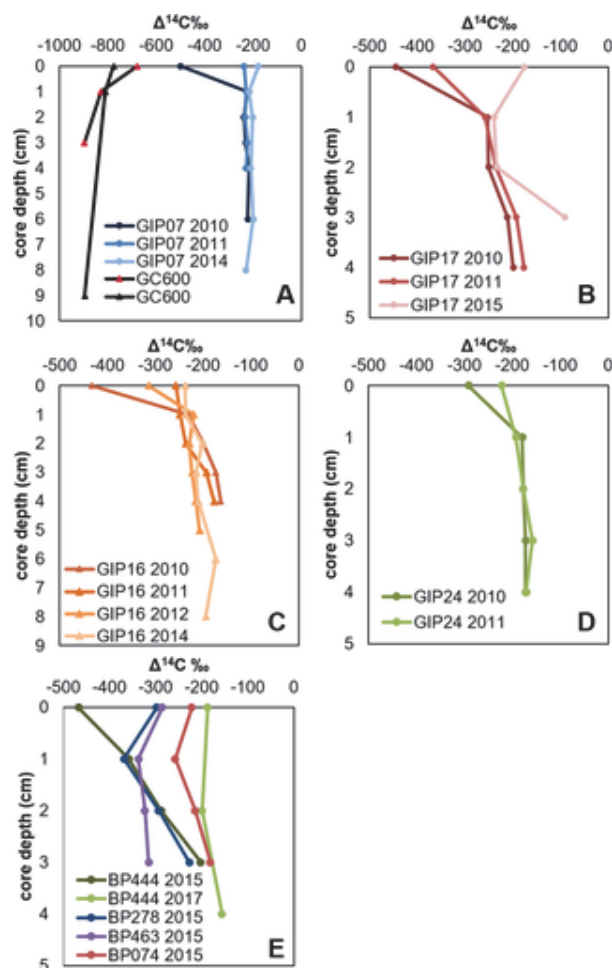 Δ¹⁴C‰
-1000 -800 -600 -400 -200 0
core depth (cm)
0
1
2
3
4
5
6
7
8
9
10
GIP07 2010
GIP07 2011
GIP07 2014
GC600
GC600
A
Δ¹⁴C‰
-500 -400 -300 -200 -100 0
core depth (cm)
0
1
2
3
4
5
GIP17 2010
GIP17 2011
GIP17 2015
B
Δ¹⁴C‰
-500 -400 -300 -200 -100 0
core depth (cm)
0
1
2
3
4
5
6
7
8
9
GIP16 2010
GIP16 2011
GIP16 2012
GIP16 2014
C
Δ¹⁴C‰
-500 -400 -300 -200 -100 0
core depth (cm)
0
1
2
3
4
5
GIP24 2010
GIP24 2011
D
Δ¹⁴C ‰
-500 -400 -300 -200 -100 0
core depth (cm)
0
1
2
3
4
5
BP444 2015
BP444 2017
BP278 2015
BP463 2015
BP074 2015
E